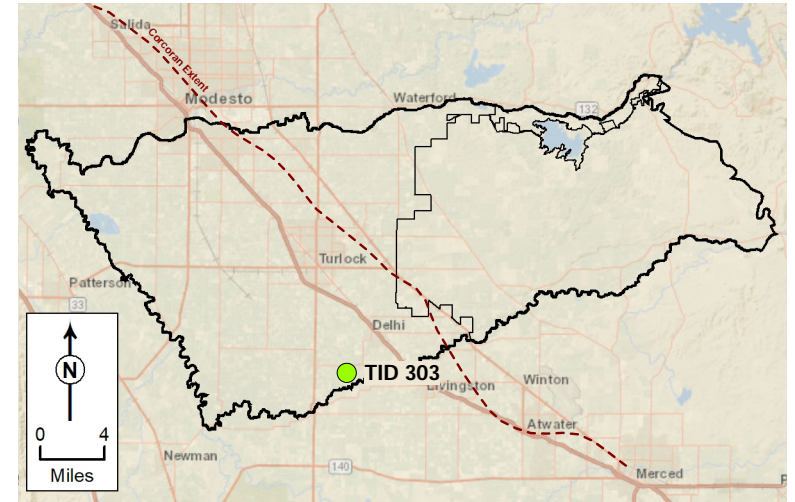 Salida
Corcoran Extent
Modesto
Waterford
132
Turlock
Patterson
33
Delhi
TID 303
Livingston
Winton
Atwater
Newman
140
Merced
N
0 4
Miles